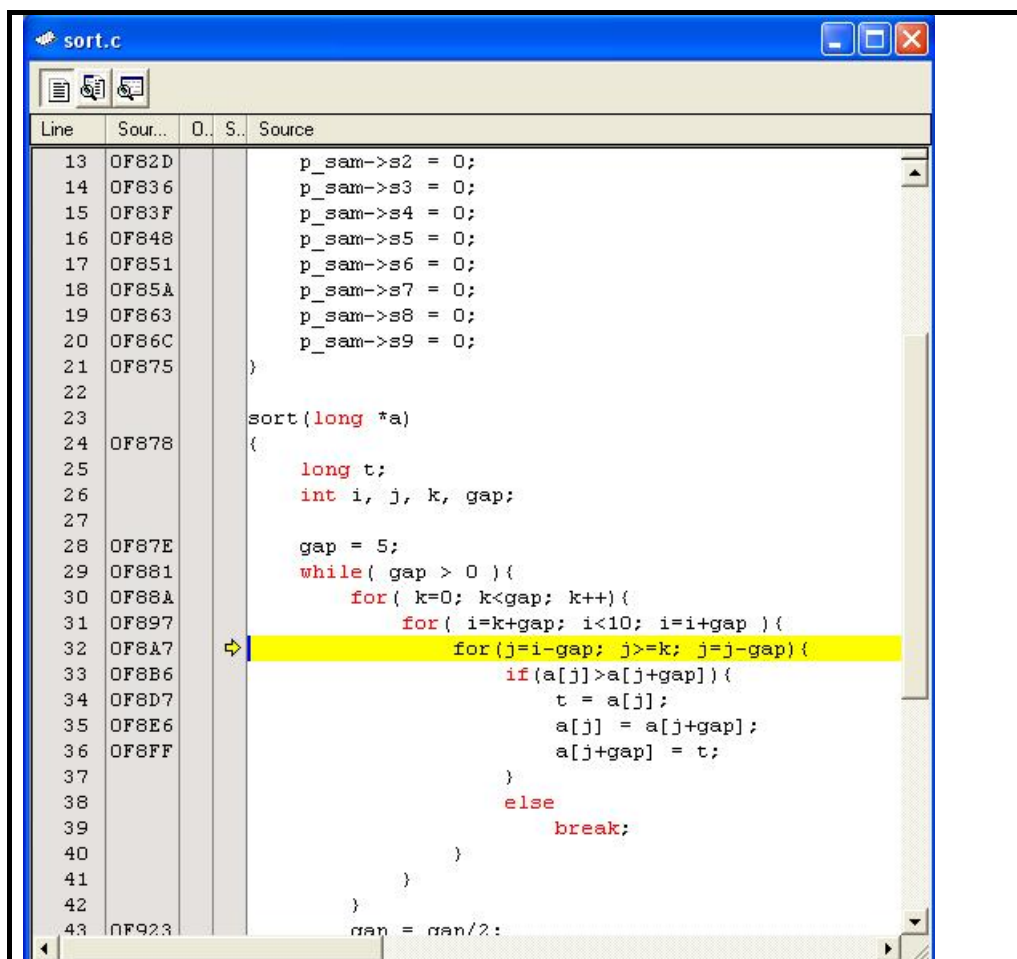 sort.c
Line Sour... O.. S.. Source
13 0F82D p_sam->s2 = 0;
14 0F836 p_sam->s3 = 0;
15 0F83F p_sam->s4 = 0;
16 0F848 p_sam->s5 = 0;
17 0F851 p_sam->s6 = 0;
18 0F85A p_sam->s7 = 0;
19 0F863 p_sam->s8 = 0;
20 0F86C p_sam->s9 = 0;
21 0F875 }
22
23 sort(long *a)
24 0F878 {
25 long t;
26 int i, j, k, gap;
27
28 0F87E gap = 5;
29 0F881 while( gap > 0 ){
30 0F88A for( k=0; k<gap; k++){
31 0F897 for( i=k+gap; i<10; i=i+gap ){
32 0F8A7 for(j=i-gap; j>=k; j=j-gap){
33 0F8B6 if(a[j]>a[j+gap]){
34 0F8D7 t = a[j];
35 0F8E6 a[j] = a[j+gap];
36 0F8FF a[j+gap] = t;
37 }
38 else
39 break;
40 }
41 }
42 }
43 0F923 gap = gap/2;